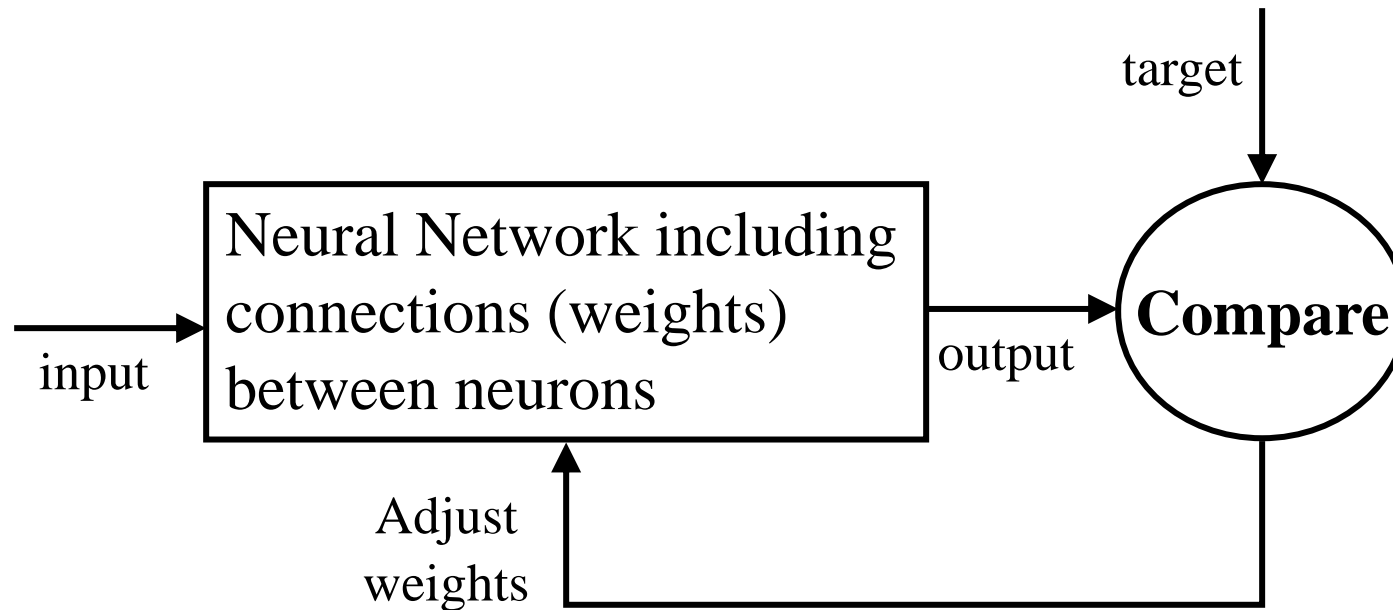 target
Neural Network including
connections (weights)
between neurons
input
output
Compare
Adjust
weights